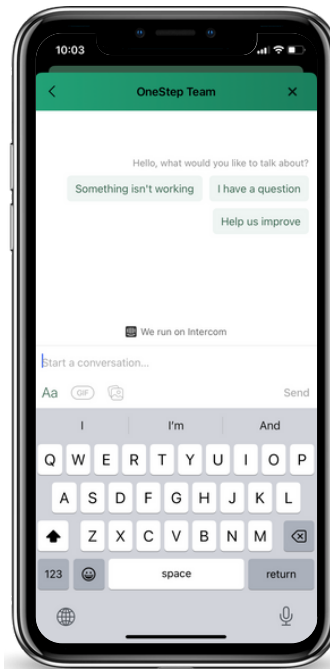 10:03
OneStep Team
Hello, what would you like to talk about?
Something isn't working I have a question
Help us improve
We run on Intercom
Start a conversation...
Aa GIF Send
I I'm And
Q W E R T Y U I O P
A S D F G H J K L
Z X C V B N M
123 space return